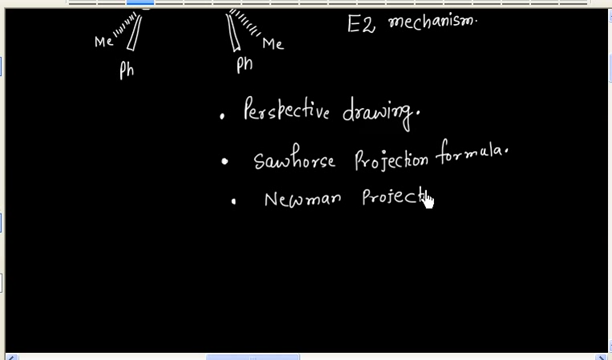 E2 mechanism.
Me Me
Ph Ph
• Perspective drawing.
• Sawhorse Projection formula.
• Newman Project